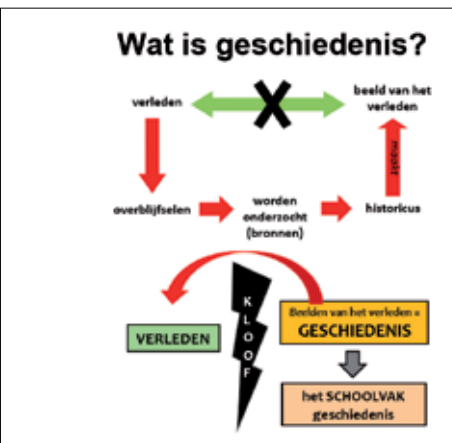 Wat is geschiedenis?
verleden
beeld van het
verleden
maakt
overblijfselen
worden
onderzocht
(bronnen)
historicus
KLOOF
VERLEDEN
Beelden van het verleden =
GESCHIEDENIS
het SCHOOLVAK
geschiedenis